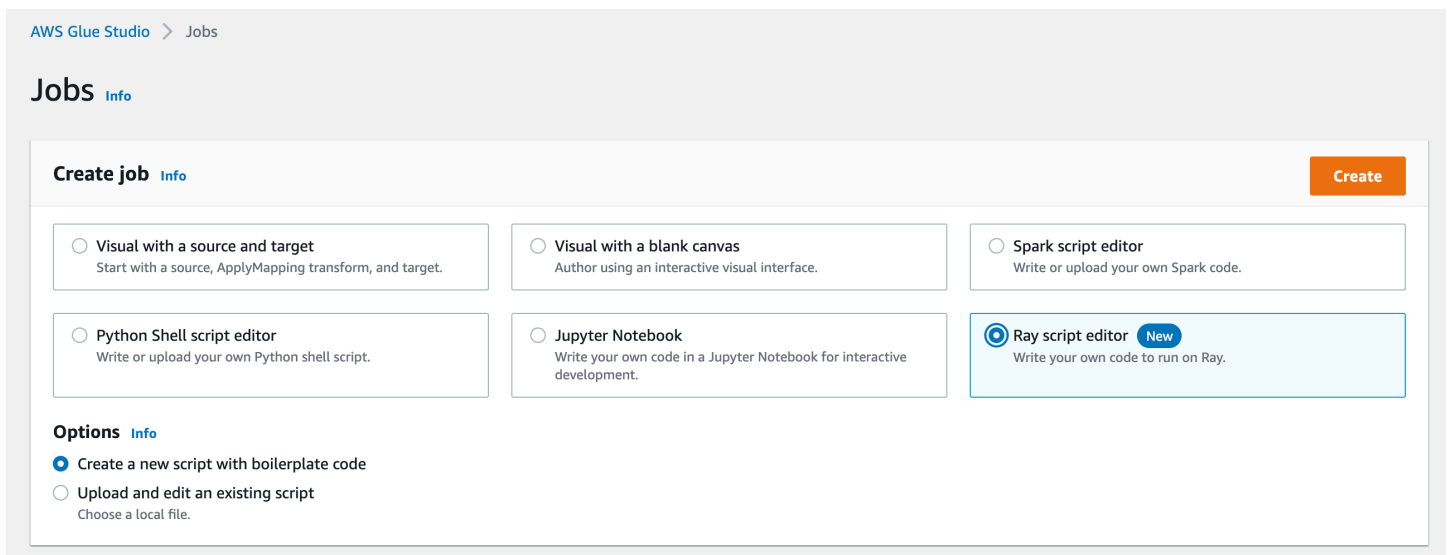 AWS Glue Studio > Jobs
Jobs Info
Create job Info
Create
Visual with a source and target
Start with a source, ApplyMapping transform, and target.
Visual with a blank canvas
Author using an interactive visual interface.
Spark script editor
Write or upload your own Spark code.
Python Shell script editor
Write or upload your own Python shell script.
Jupyter Notebook
Write your own code in a Jupyter Notebook for interactive
development.
Ray script editor New
Write your own code to run on Ray.
Options Info
Create a new script with boilerplate code
Upload and edit an existing script
Choose a local file.